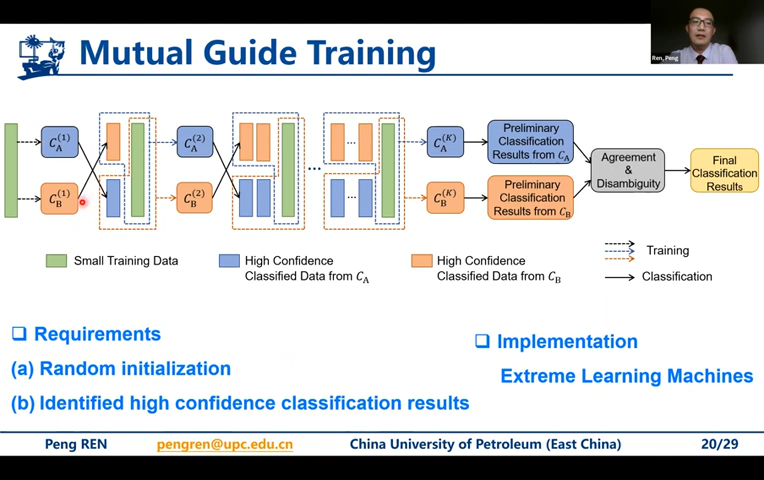 Mutual Guide Training
Ren, Peng
C_A^(1)
C_B^(1)
C_A^(2)
C_B^(2)
...
...
...
C_A^(K)
C_B^(K)
Preliminary
Classification
Results from C_A
Preliminary
Classification
Results from C_B
Agreement
&
Disambiguity
Final
Classification
Results
Small Training Data
High Confidence
Classified Data from C_A
High Confidence
Classified Data from C_B
Training
Classification
Requirements
(a) Random initialization
(b) Identified high confidence classification results
Implementation
Extreme Learning Machines
Peng REN
pengren@upc.edu.cn
China University of Petroleum (East China)
20/29